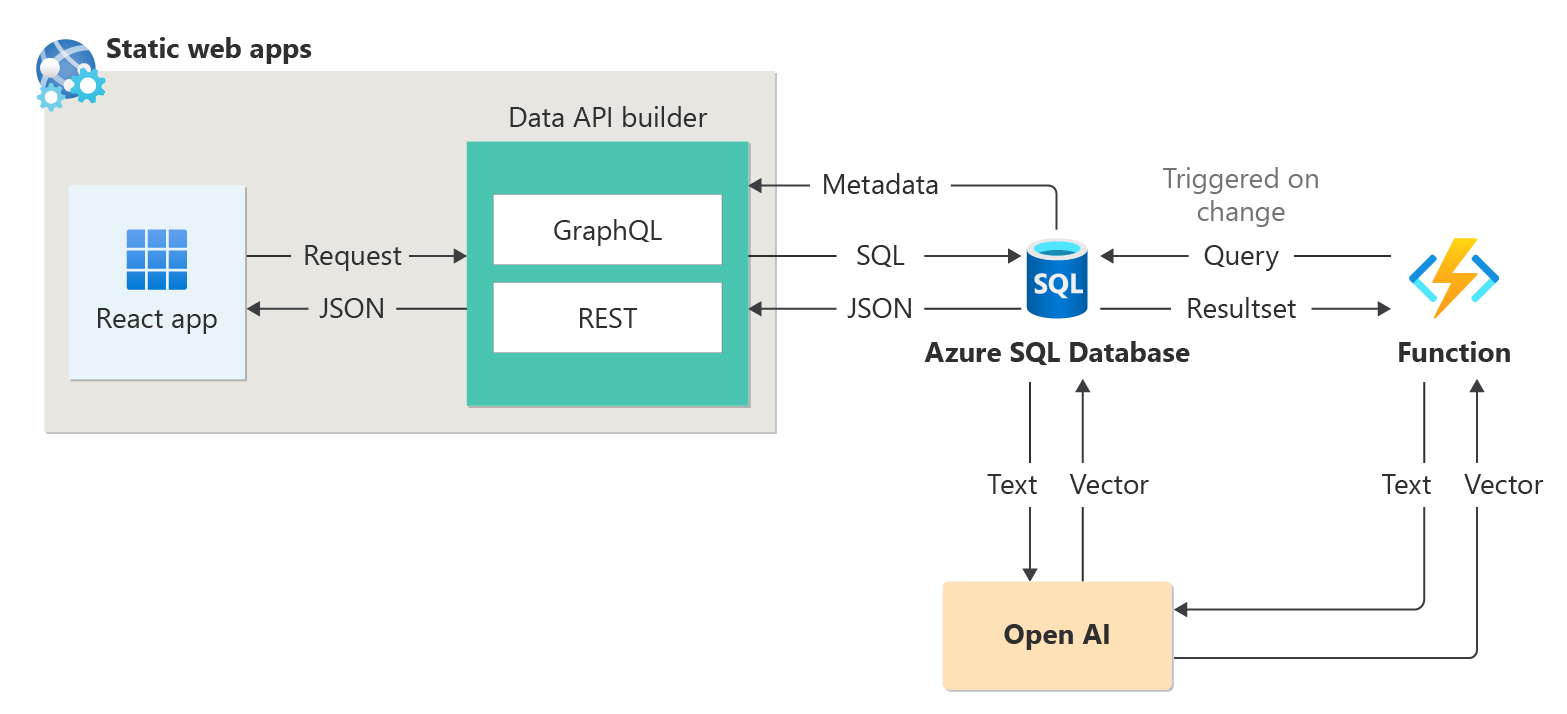 Static web apps
Data API builder
Metadata
Triggered on
change
GraphQL
Request
SQL
Query
SQL
React app
JSON
REST
JSON
Resultset
Azure SQL Database
Function
Text
Vector
Text
Vector
Open AI